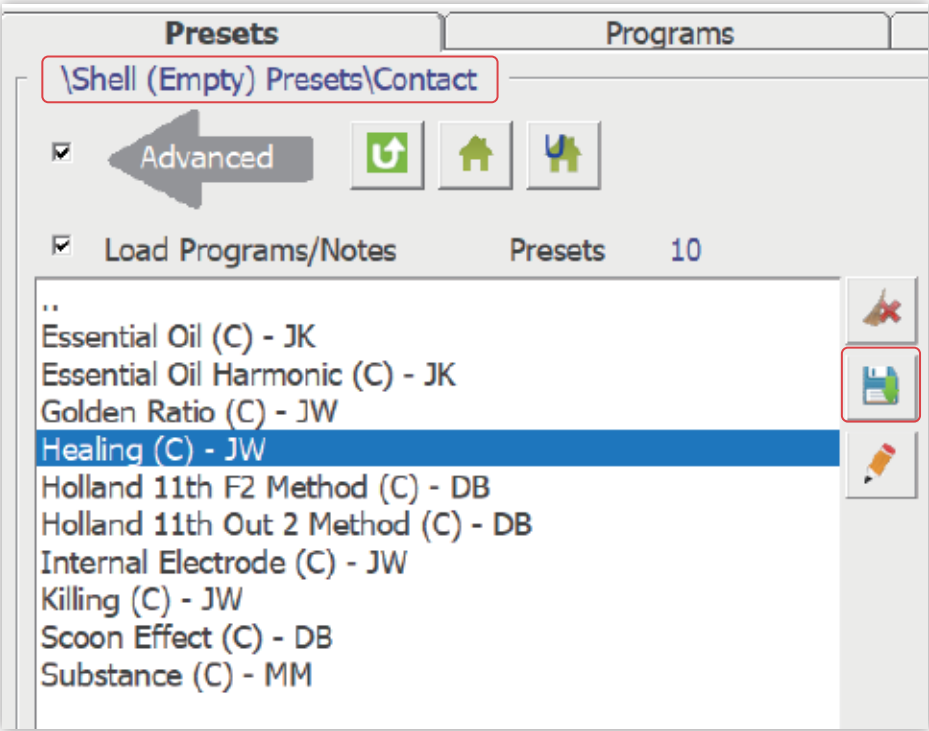 Presets Programs
\Shell (Empty) Presets\Contact
Advanced
Load Programs/Notes Presets 10
..
Essential Oil (C) - JK
Essential Oil Harmonic (C) - JK
Golden Ratio (C) - JW
Healing (C) - JW
Holland 11th F2 Method (C) - DB
Holland 11th Out 2 Method (C) - DB
Internal Electrode (C) - JW
Killing (C) - JW
Scoon Effect (C) - DB
Substance (C) - MM